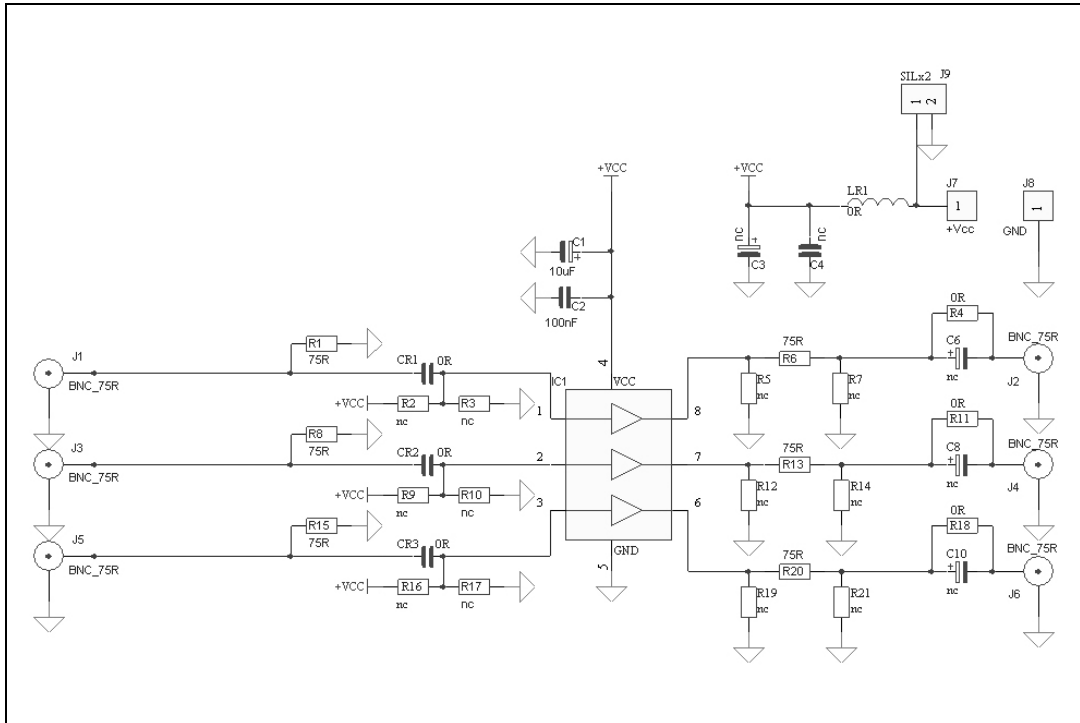 SILx2 J9
1 2
+VCC
+VCC
LR1
0R
J7
1
+Vcc
J8
1
GND
nc
+
C3
nc
C4
C1
+
10uF
C2
100nF
0R
R4
J1
BNC_75R
R1
75R
CR1 0R
+VCC
R2
nc
R3
nc
1
IC1
4
VCC
8
75R
R6
R5
nc
R7
nc
C6
+
nc
BNC_75R
J2
J3
BNC_75R
R8
75R
CR2 0R
+VCC
R9
nc
R10
nc
2
7
75R
R13
R12
nc
R14
nc
0R
R11
C8
+
nc
BNC_75R
J4
J5
BNC_75R
R15
75R
CR3 0R
+VCC
R16
nc
R17
nc
3
6
GND
5
75R
R20
R19
nc
R21
nc
0R
R18
C10
+
nc
BNC_75R
J6